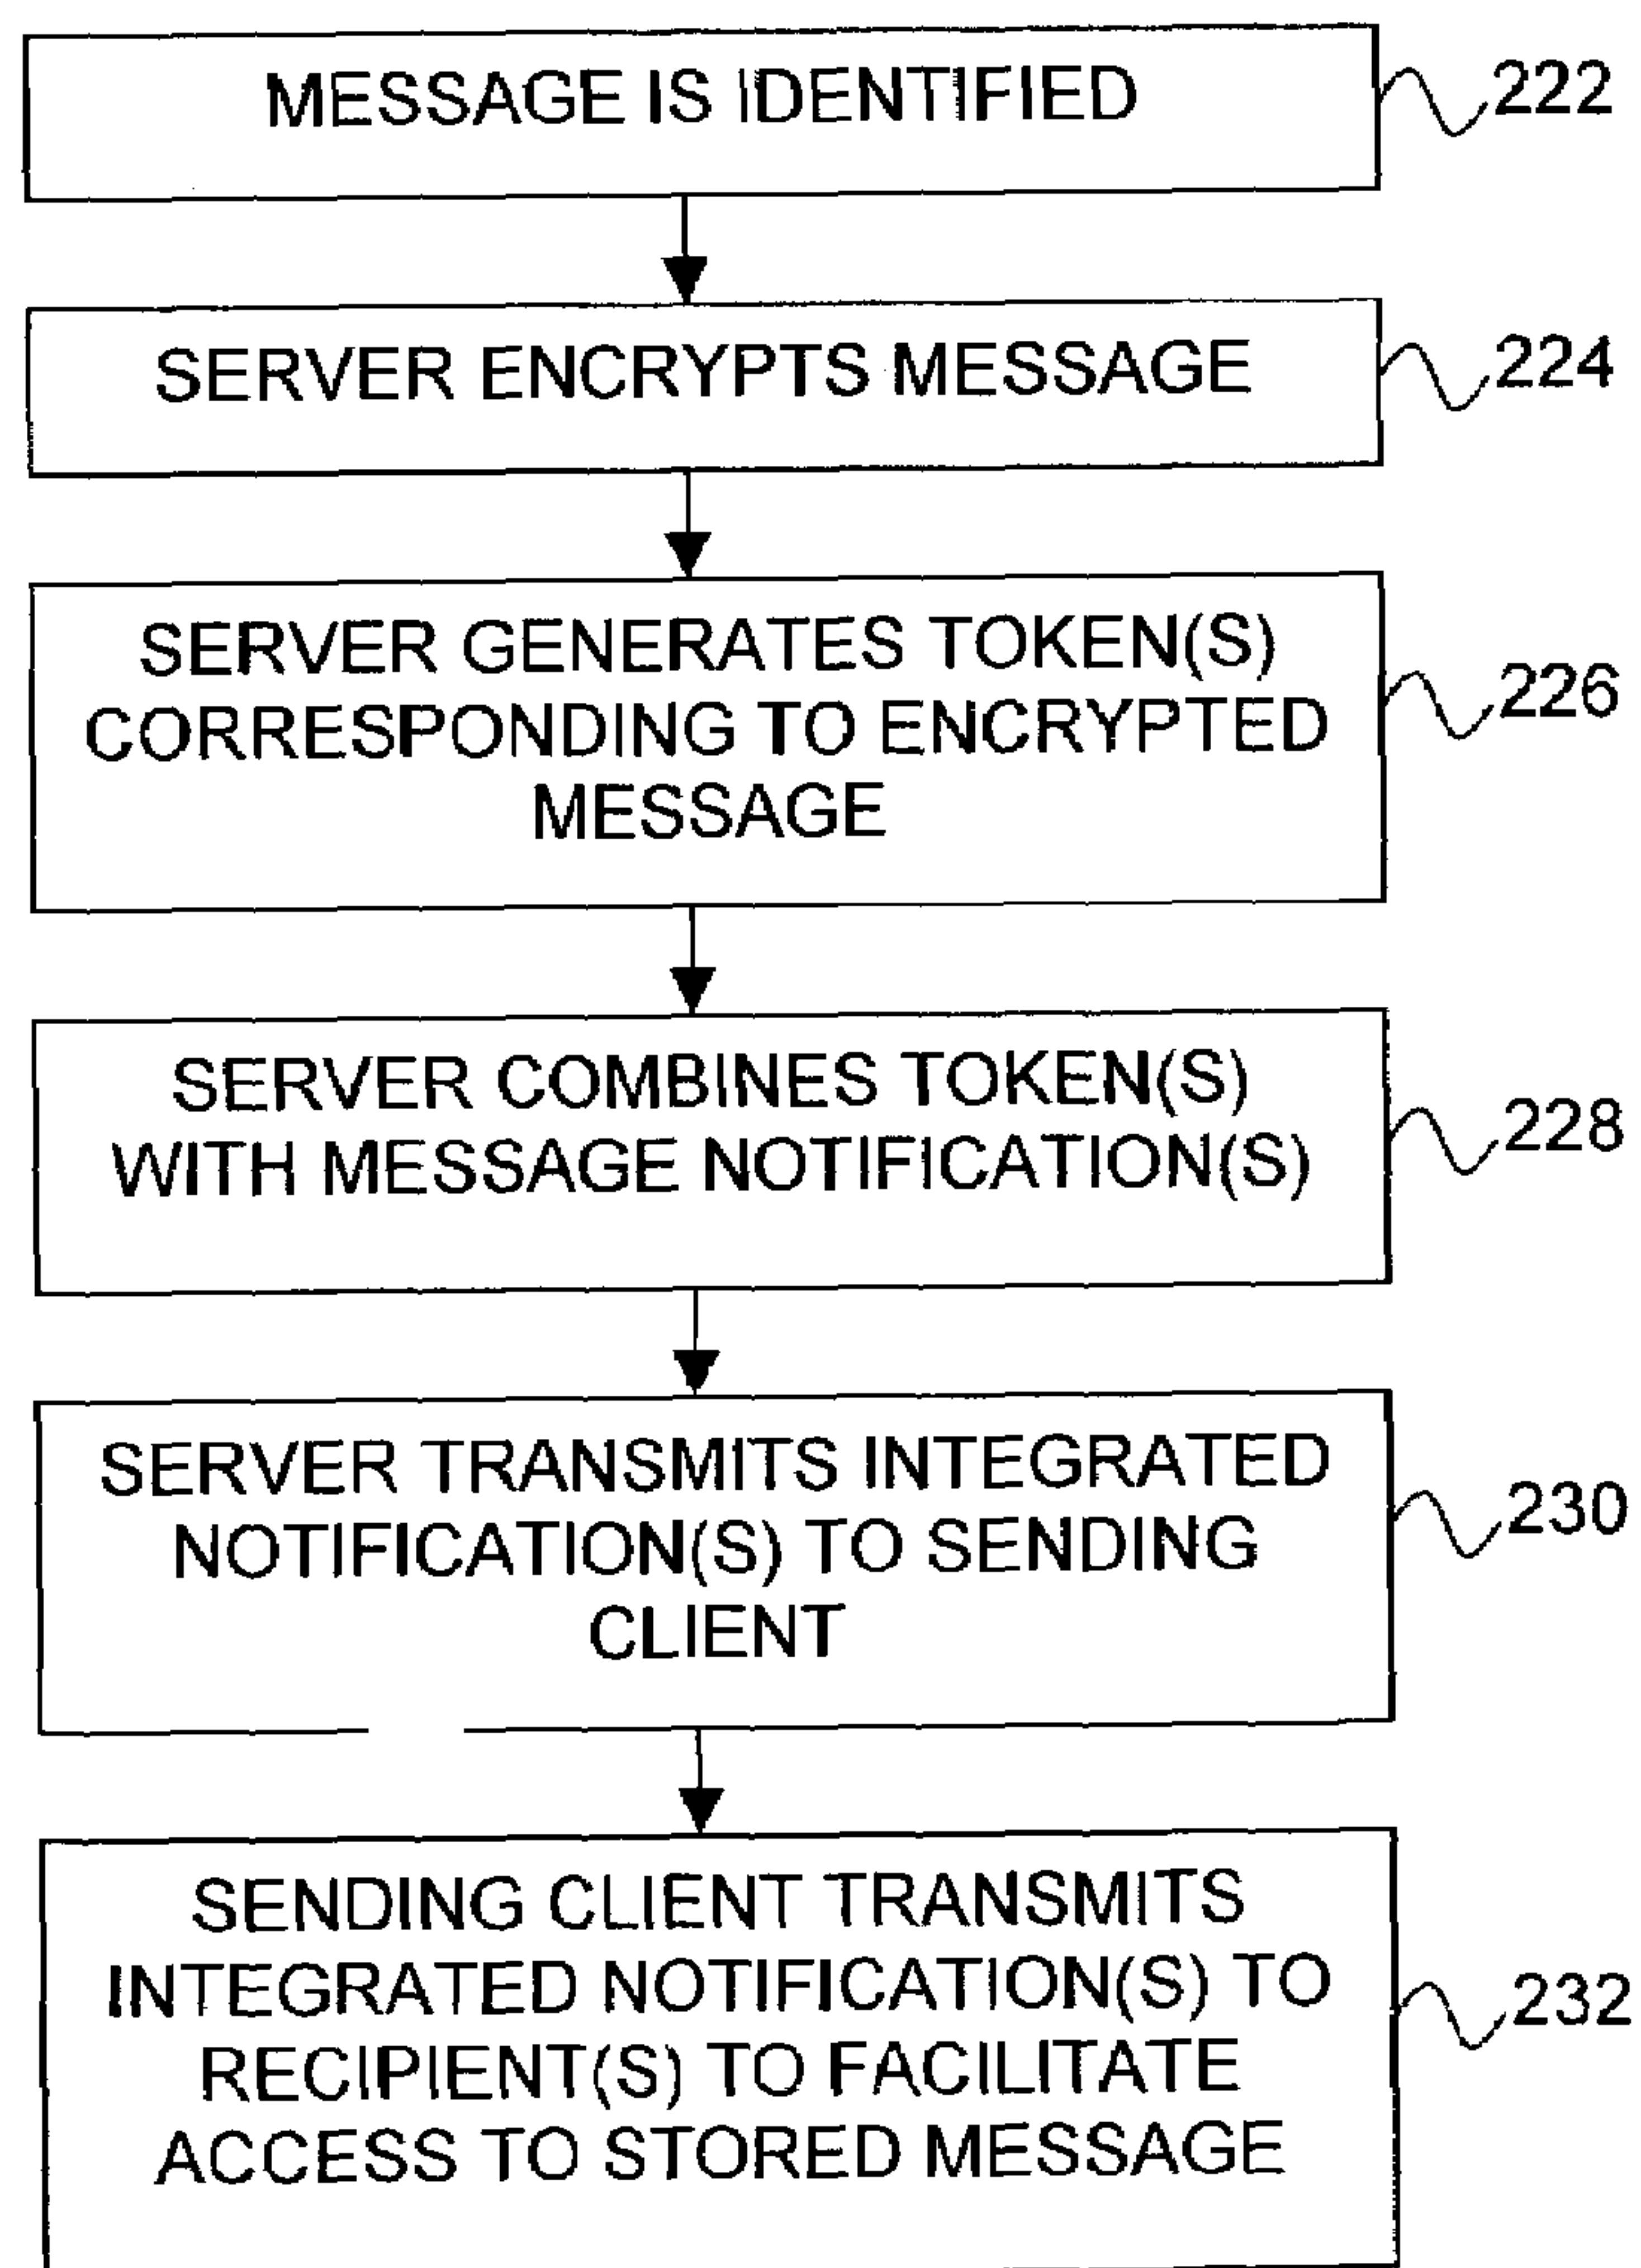 MESSAGE IS IDENTIFIED
222
SERVER ENCRYPTS MESSAGE
224
SERVER GENERATES TOKEN(S)
CORRESPONDING TO ENCRYPTED
MESSAGE
226
SERVER COMBINES TOKEN(S)
WITH MESSAGE NOTIFICATION(S)
228
SERVER TRANSMITS INTEGRATED
NOTIFICATION(S) TO SENDING
CLIENT
230
SENDING CLIENT TRANSMITS
INTEGRATED NOTIFICATION(S) TO
RECIPIENT(S) TO FACILITATE
ACCESS TO STORED MESSAGE
232